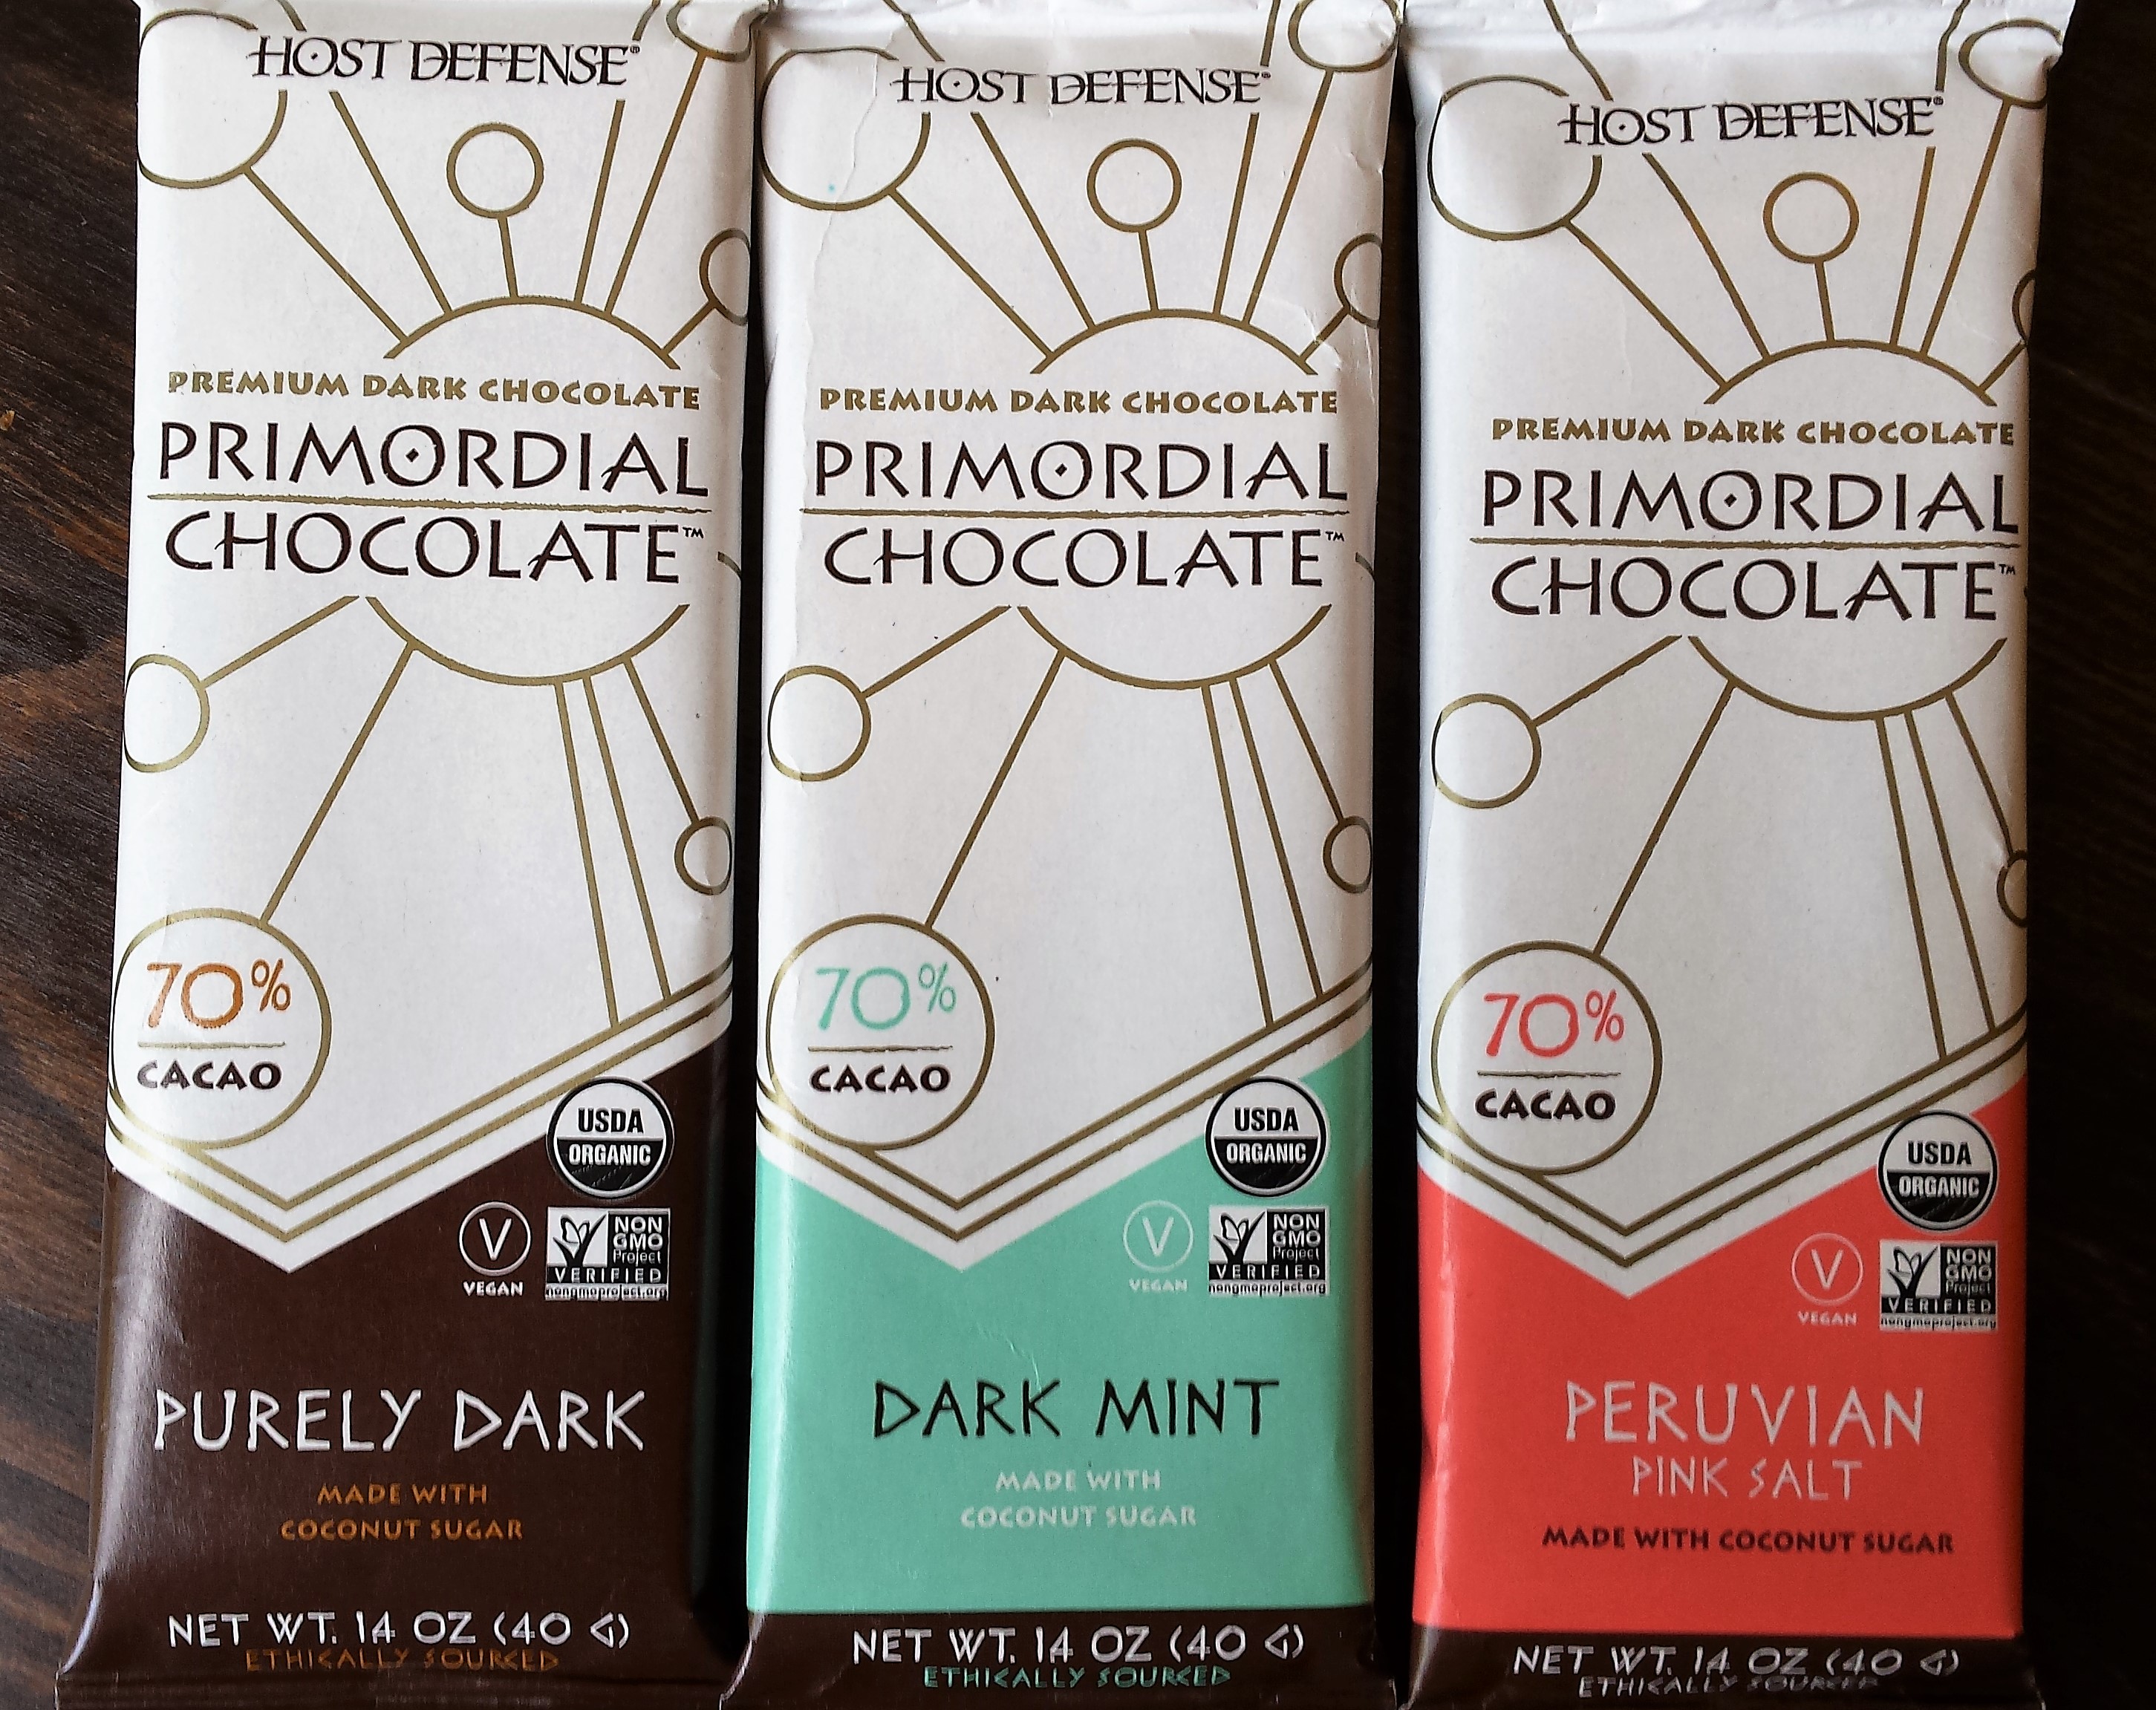 HOST DEFENSE®
PREMIUM DARK CHOCOLATE
PRIMORDIAL
CHOCOLATE™
70%
CACAO
USDA
ORGANIC
V
VEGAN
NON
GMO
Project
VERIFIED
nongmoproject.org
PURELY DARK
MADE WITH
COCONUT SUGAR
NET WT. 14 OZ (40 G)
ETHICALLY SOURCED
HOST DEFENSE®
PREMIUM DARK CHOCOLATE
PRIMORDIAL
CHOCOLATE™
70%
CACAO
USDA
ORGANIC
V
VEGAN
NON
GMO
Project
VERIFIED
nongmoproject.org
DARK MINT
MADE WITH
COCONUT SUGAR
NET WT. 14 OZ (40 G)
ETHICALLY SOURCED
HOST DEFENSE®
PREMIUM DARK CHOCOLATE
PRIMORDIAL
CHOCOLATE™
70%
CACAO
USDA
ORGANIC
V
VEGAN
NON
GMO
Project
VERIFIED
nongmoproject.org
PERUVIAN
PINK SALT
MADE WITH COCONUT SUGAR
NET WT. 14 OZ (40 G)
ETHICALLY SOURCED